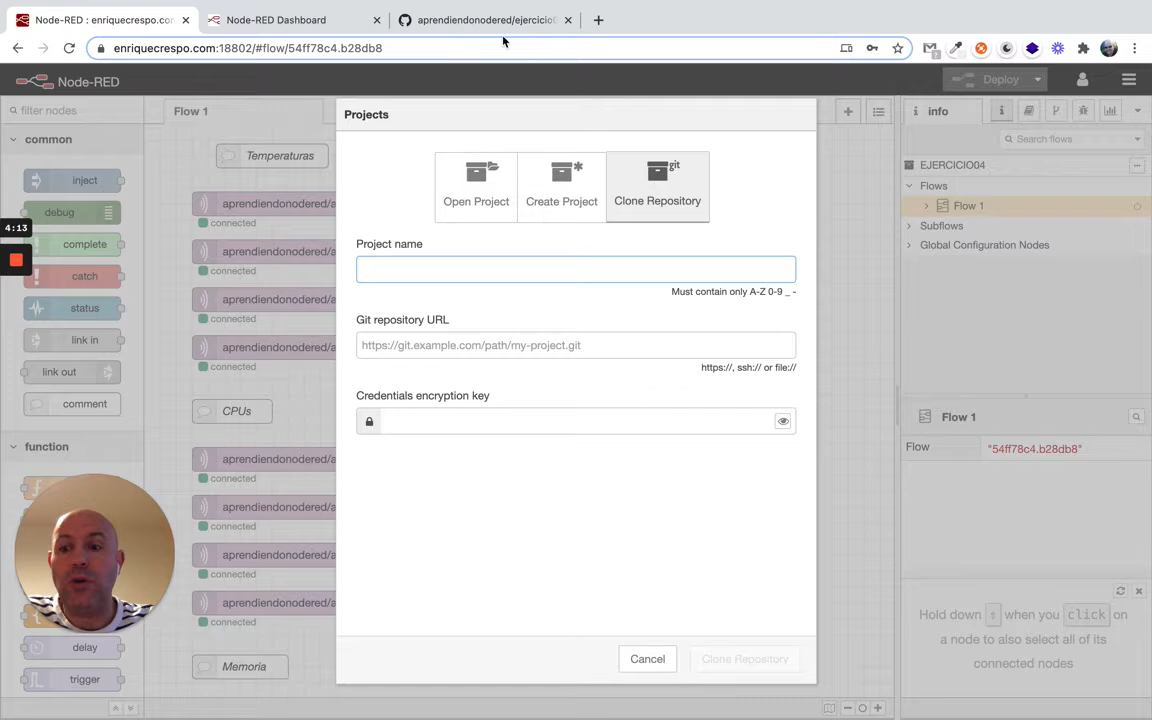 Node-RED : enriquecrespo.co
Node-RED Dashboard
aprendiendonodered/ejercicio
enriquecrespo.com:18802/#flow/54ff78c4.b28db8
Node-RED
Deploy
filter nodes
Flow 1
info
Search flows
common
inject
debug
complete
catch
status
link in
link out
comment
function
delay
trigger
4:13
Temperaturas
aprendiendonodered/a
connected
aprendiendonodered/a
connected
aprendiendonodered/a
connected
aprendiendonodered/a
connected
CPUs
aprendiendonodered/a
connected
aprendiendonodered/a
connected
aprendiendonodered/a
connected
aprendiendonodered/a
connected
Memoria
Projects
Open Project
Create Project
git
Clone Repository
Project name
Must contain only A-Z 0-9 _ -
Git repository URL
https://git.example.com/path/my-project.git
https://, ssh:// or file://
Credentials encryption key
Cancel
Clone Repository
EJERCICIO04
Flows
Flow 1
Subflows
Global Configuration Nodes
Flow 1
Flow
"54ff78c4.b28db8"
Hold down ⇧ when you click on
a node to also select all of its
connected nodes